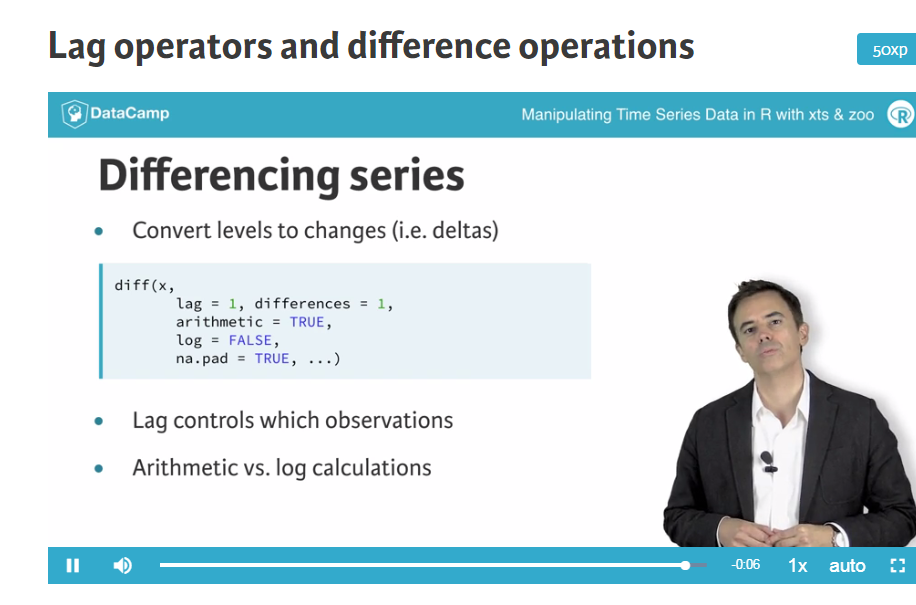 Lag operators and difference operations
50xp
DataCamp
Manipulating Time Series Data in R with xts & zoo
R
Differencing series
• Convert levels to changes (i.e. deltas)
diff(x,
lag = 1, differences = 1,
arithmetic = TRUE,
log = FALSE,
na.pad = TRUE, ...)
• Lag controls which observations
• Arithmetic vs. log calculations
-0:06
1x
auto